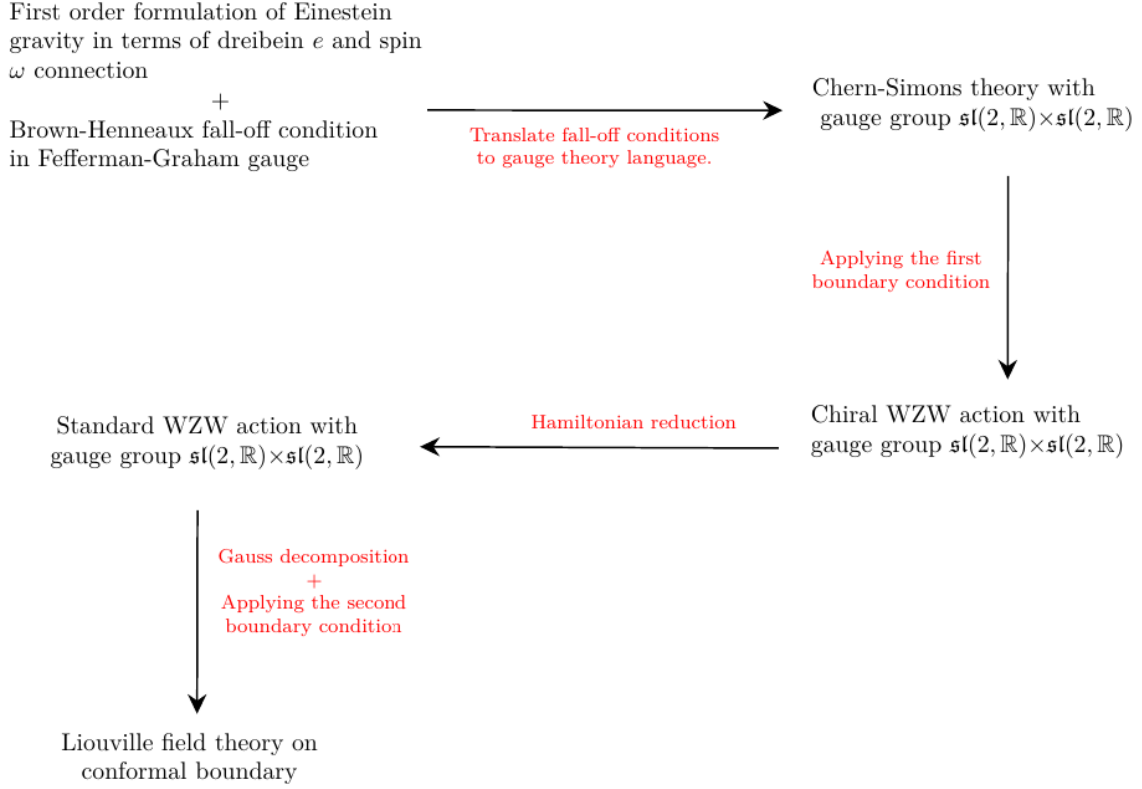 First order formulation of Einestein
gravity in terms of dreibein e and spin
ω connection
+
Brown-Henneaux fall-off condition
in Fefferman-Graham gauge
Translate fall-off conditions
to gauge theory language.
Chern-Simons theory with
gauge group 𝔰𝔩(2, ℝ)×𝔰𝔩(2, ℝ)
Applying the first
boundary condition
Chiral WZW action with
gauge group 𝔰𝔩(2, ℝ)×𝔰𝔩(2, ℝ)
Hamiltonian reduction
Standard WZW action with
gauge group 𝔰𝔩(2, ℝ)×𝔰𝔩(2, ℝ)
Gauss decomposition
+
Applying the second
boundary condition
Liouville field theory on
conformal boundary